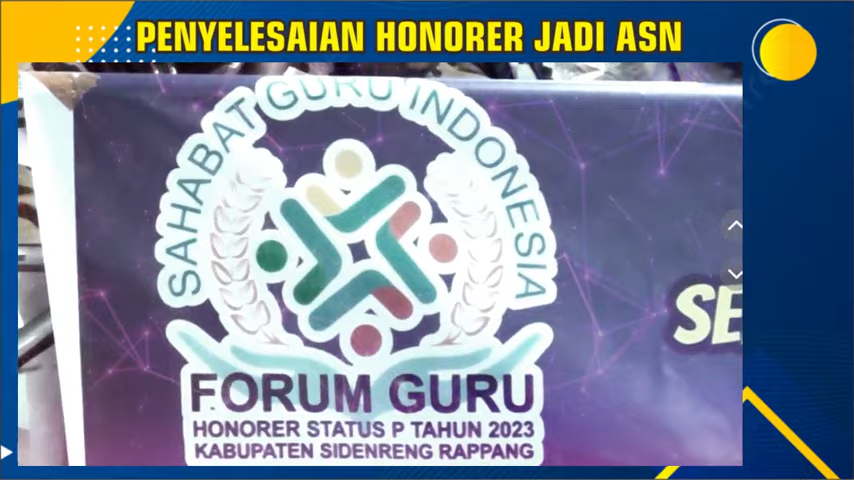 PENYELESAIAN HONORER JADI ASN
SAHABAT GURU INDONESIA
FORUM GURU
HONORER STATUS P TAHUN 2023
KABUPATEN SIDENRENG RAPPANG